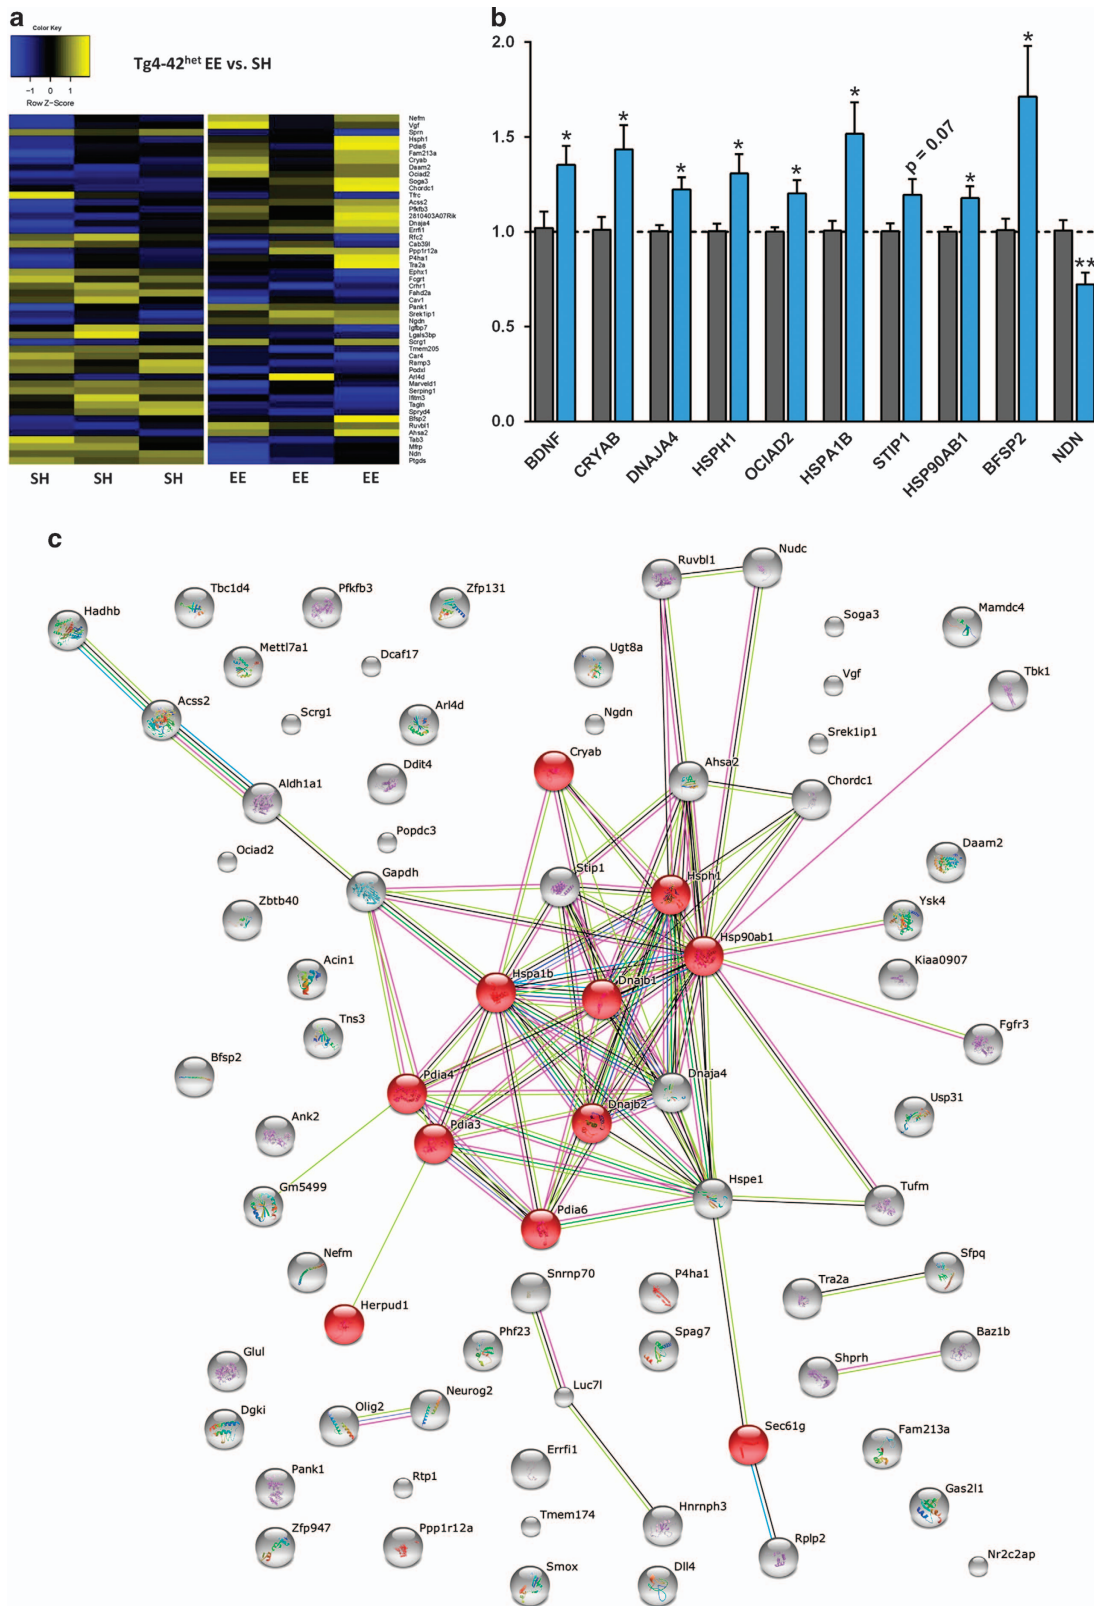 a
Color Key
−1 0 1
Row Z-Score
Tg4-42het EE vs. SH
Nefm
Vgf
Sprn
Hsph1
Pdia6
Fam213a
Cryab
Daam2
Ociad2
Soga3
Chordc1
Tfrc
Acss2
Pfkfb3
2810403A07Rik
Dnaja4
Errfi1
Rfc2
Cab39l
Ppp1r12a
P4ha1
Tra2a
Ephx1
Fcgrt
Crhr1
Fahd2a
Cav1
Pank1
Srek1ip1
Ngdn
Igfbp7
Lgals3bp
Scrg1
Tmem205
Car4
Ramp3
Podxl
Arl4d
Marveld1
Serping1
Ifitm3
Tagln
Spryd4
Bfsp2
Ruvbl1
Ahsa2
Tab3
Mfrp
Ndn
Ptgds
SH SH SH EE EE EE
b
2.0
1.5
1.0
0.5
0.0
* * * * * * p = 0.07 * * **
BDNF
CRYAB
DNAJA4
HSPH1
OCIAD2
HSPA1B
STIP1
HSP90AB1
BFSP2
NDN
c
Ruvbl1
Nudc
Tbc1d4
Pfkfb3
Zfp131
Hadhb
Soga3
Mamdc4
Mettl7a1
Dcaf17
Ugt8a
Vgf
Tbk1
Acss2
Scrg1
Arl4d
Ngdn
Srek1ip1
Cryab
Ahsa2
Aldh1a1
Ddit4
Chordc1
Popdc3
Ociad2
Daam2
Gapdh
Stip1
Hsph1
Zbtb40
Ysk4
Hsp90ab1
Acin1
Hspa1b
Dnajb1
Kiaa0907
Tns3
Fgfr3
Bfsp2
Pdia4
Dnaja4
Usp31
Ank2
Pdia3
Dnajb2
Gm5499
Hspe1
Tufm
Pdia6
Nefm
Snrnp70
P4ha1
Tra2a
Sfpq
Herpud1
Phf23
Spag7
Baz1b
Glul
Shprh
Luc7l
Dgki
Olig2
Neurog2
Sec61g
Fam213a
Errfi1
Pank1
Rtp1
Gas2l1
Hnrnph3
Tmem174
Zfp947
Ppp1r12a
Rplp2
Nr2c2ap
Smox
Dll4